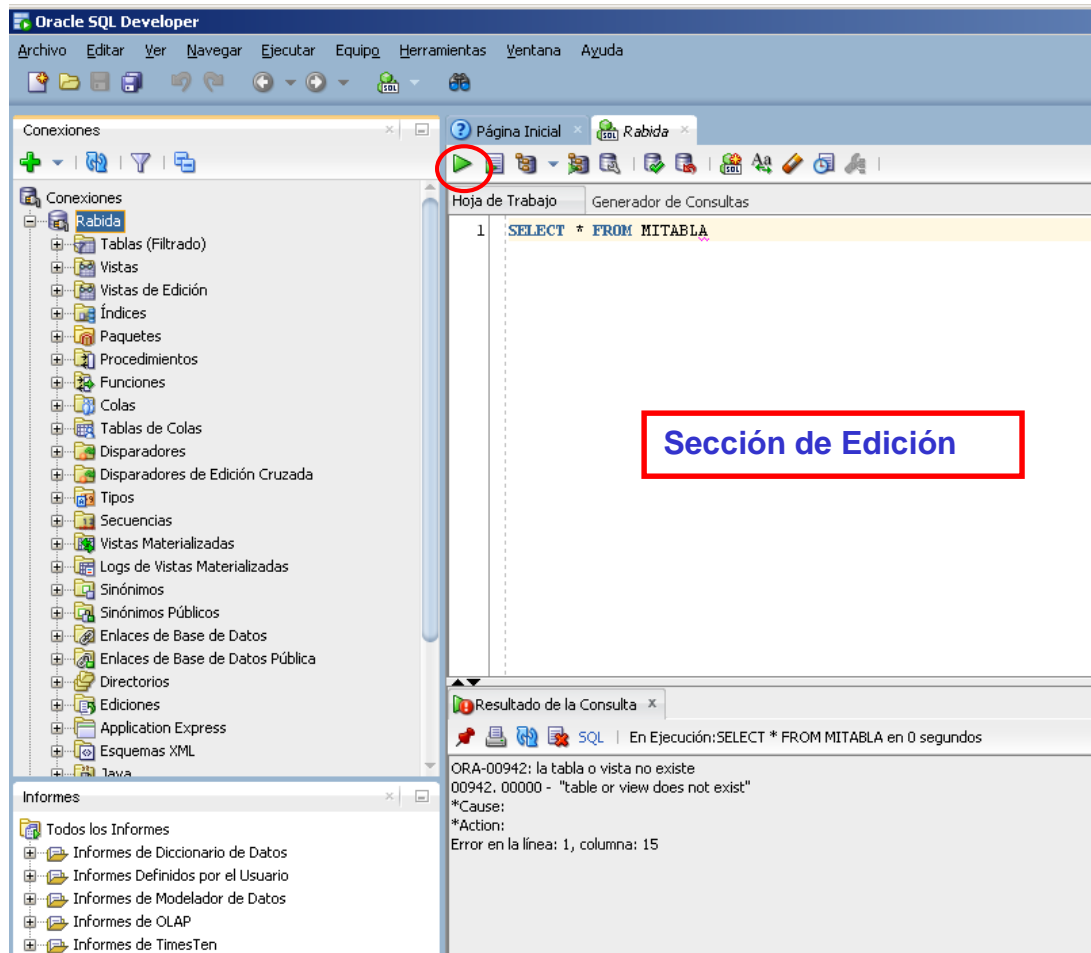 Oracle SQL Developer
Archivo Editar Ver Navegar Ejecutar Equipo Herramientas Ventana Ayuda
Conexiones
Conexiones
Rabida
Tablas (Filtrado)
Vistas
Vistas de Edición
Índices
Paquetes
Procedimientos
Funciones
Colas
Tablas de Colas
Disparadores
Disparadores de Edición Cruzada
Tipos
Secuencias
Vistas Materializadas
Logs de Vistas Materializadas
Sinónimos
Sinónimos Públicos
Enlaces de Base de Datos
Enlaces de Base de Datos Pública
Directorios
Ediciones
Application Express
Esquemas XML
Java
Informes
Todos los Informes
Informes de Diccionario de Datos
Informes Definidos por el Usuario
Informes de Modelador de Datos
Informes de OLAP
Informes de TimesTen
Página Inicial Rabida
Hoja de Trabajo Generador de Consultas
1 SELECT * FROM MITABLA
Sección de Edición
Resultado de la Consulta
SQL | En Ejecución:SELECT * FROM MITABLA en 0 segundos
ORA-00942: la tabla o vista no existe
00942. 00000 - "table or view does not exist"
*Cause:
*Action:
Error en la línea: 1, columna: 15